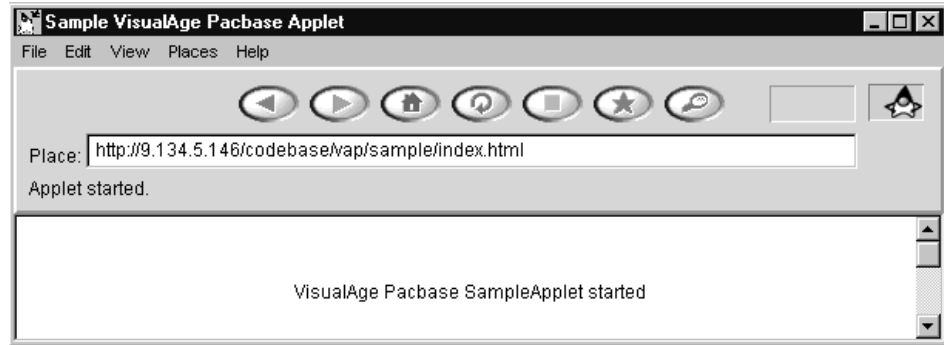 Sample VisualAge Pacbase Applet
File Edit View Places Help
Place: http://9.134.5.146/codebase/vap/sample/index.html
Applet started.
VisualAge Pacbase SampleApplet started